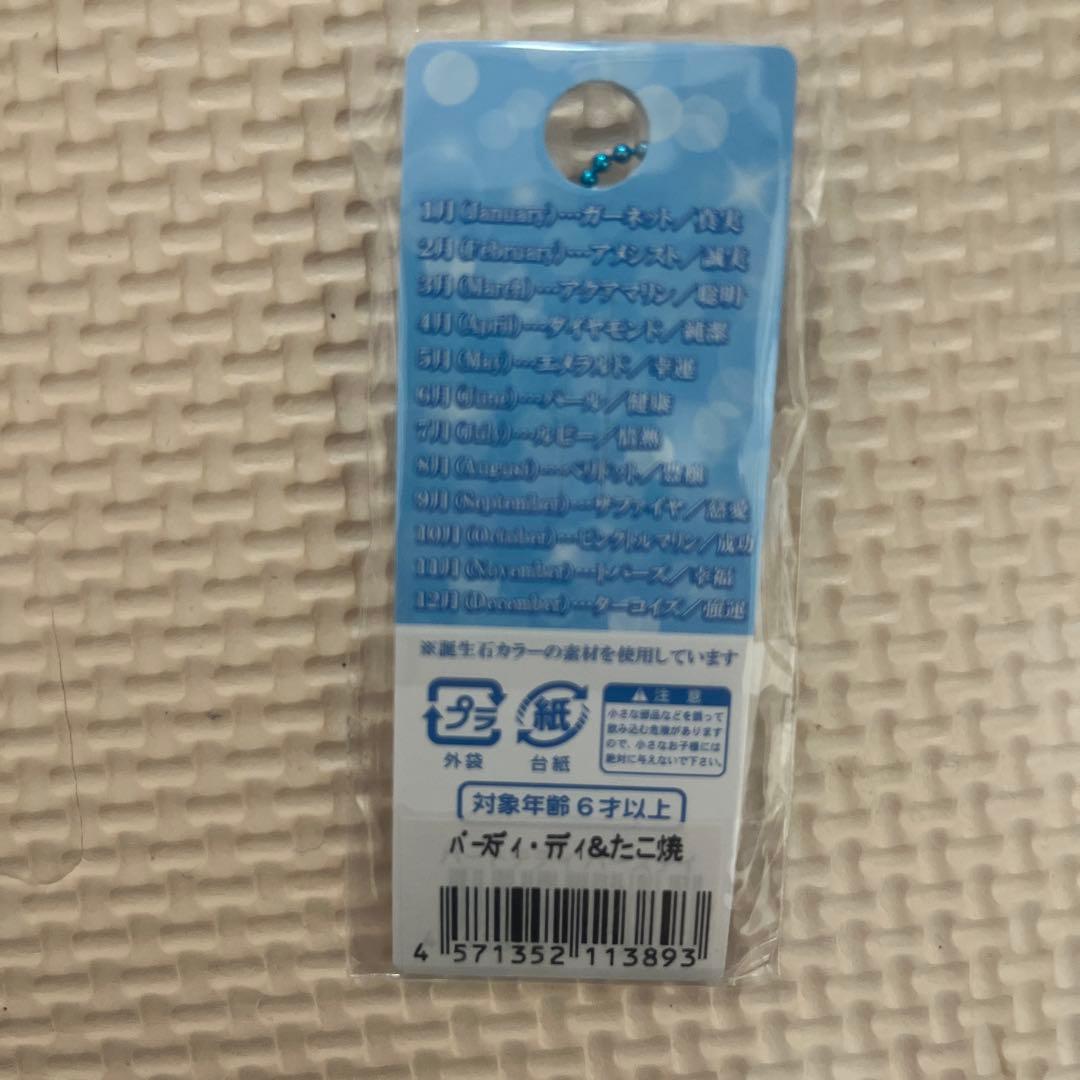 1月(January)…ガーネット／真実
2月(February)…アメシスト／誠実
3月(March)…アクアマリン／聡明
4月(April)…ダイヤモンド／純潔
5月(May)…エメラルド／幸運
6月(June)…パール／健康
7月(July)…ルビー／情熱
8月(August)…ペリドット／
9月(September)…サファイヤ／慈愛
10月(October)…ピンクトルマリン／成功
11月(November)…トパーズ／幸福
12月(December)…ターコイズ／強運
※誕生石カラーの素材を使用しています
プラ
外袋
紙
台紙
注意
小さな部品などを誤って
飲み込む危険があります
ので、小さなお子様には
絶対に与えないで下さい。
対象年齢6才以上
バースディ・ディ&たこ焼
4 571352 113893